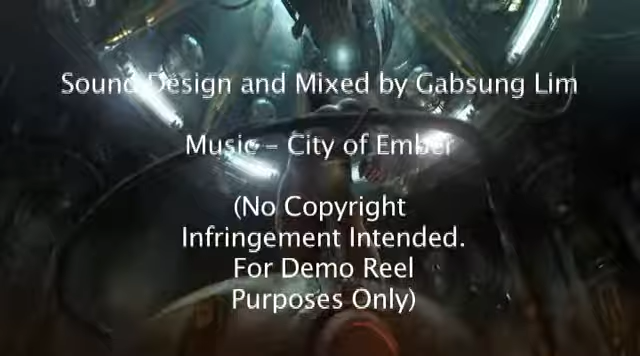 Sound Design and Mixed by Gabsung Lim
Music - City of Ember
(No Copyright
Infringement Intended.
For Demo Reel
Purposes Only)